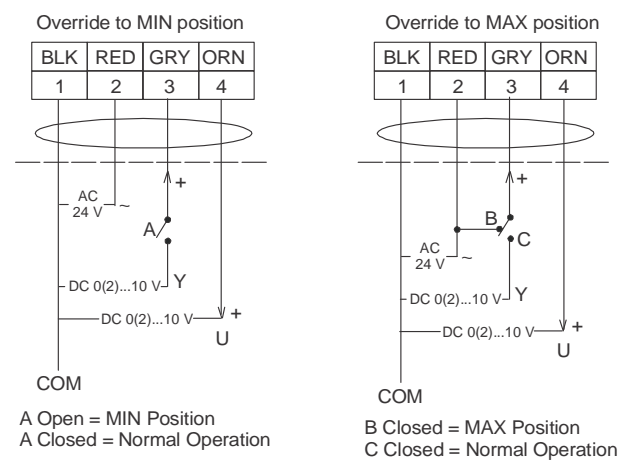 Override to MIN position
BLK RED GRY ORN
1 2 3 4
+
AC
24 V ~
A
DC 0(2)...10 V Y
DC 0(2)...10 V +
U
COM
A Open = MIN Position
A Closed = Normal Operation
Override to MAX position
BLK RED GRY ORN
1 2 3 4
+
B
C
AC
24 V ~
DC 0(2)...10 V Y
DC 0(2)...10 V +
U
COM
B Closed = MAX Position
C Closed = Normal Operation